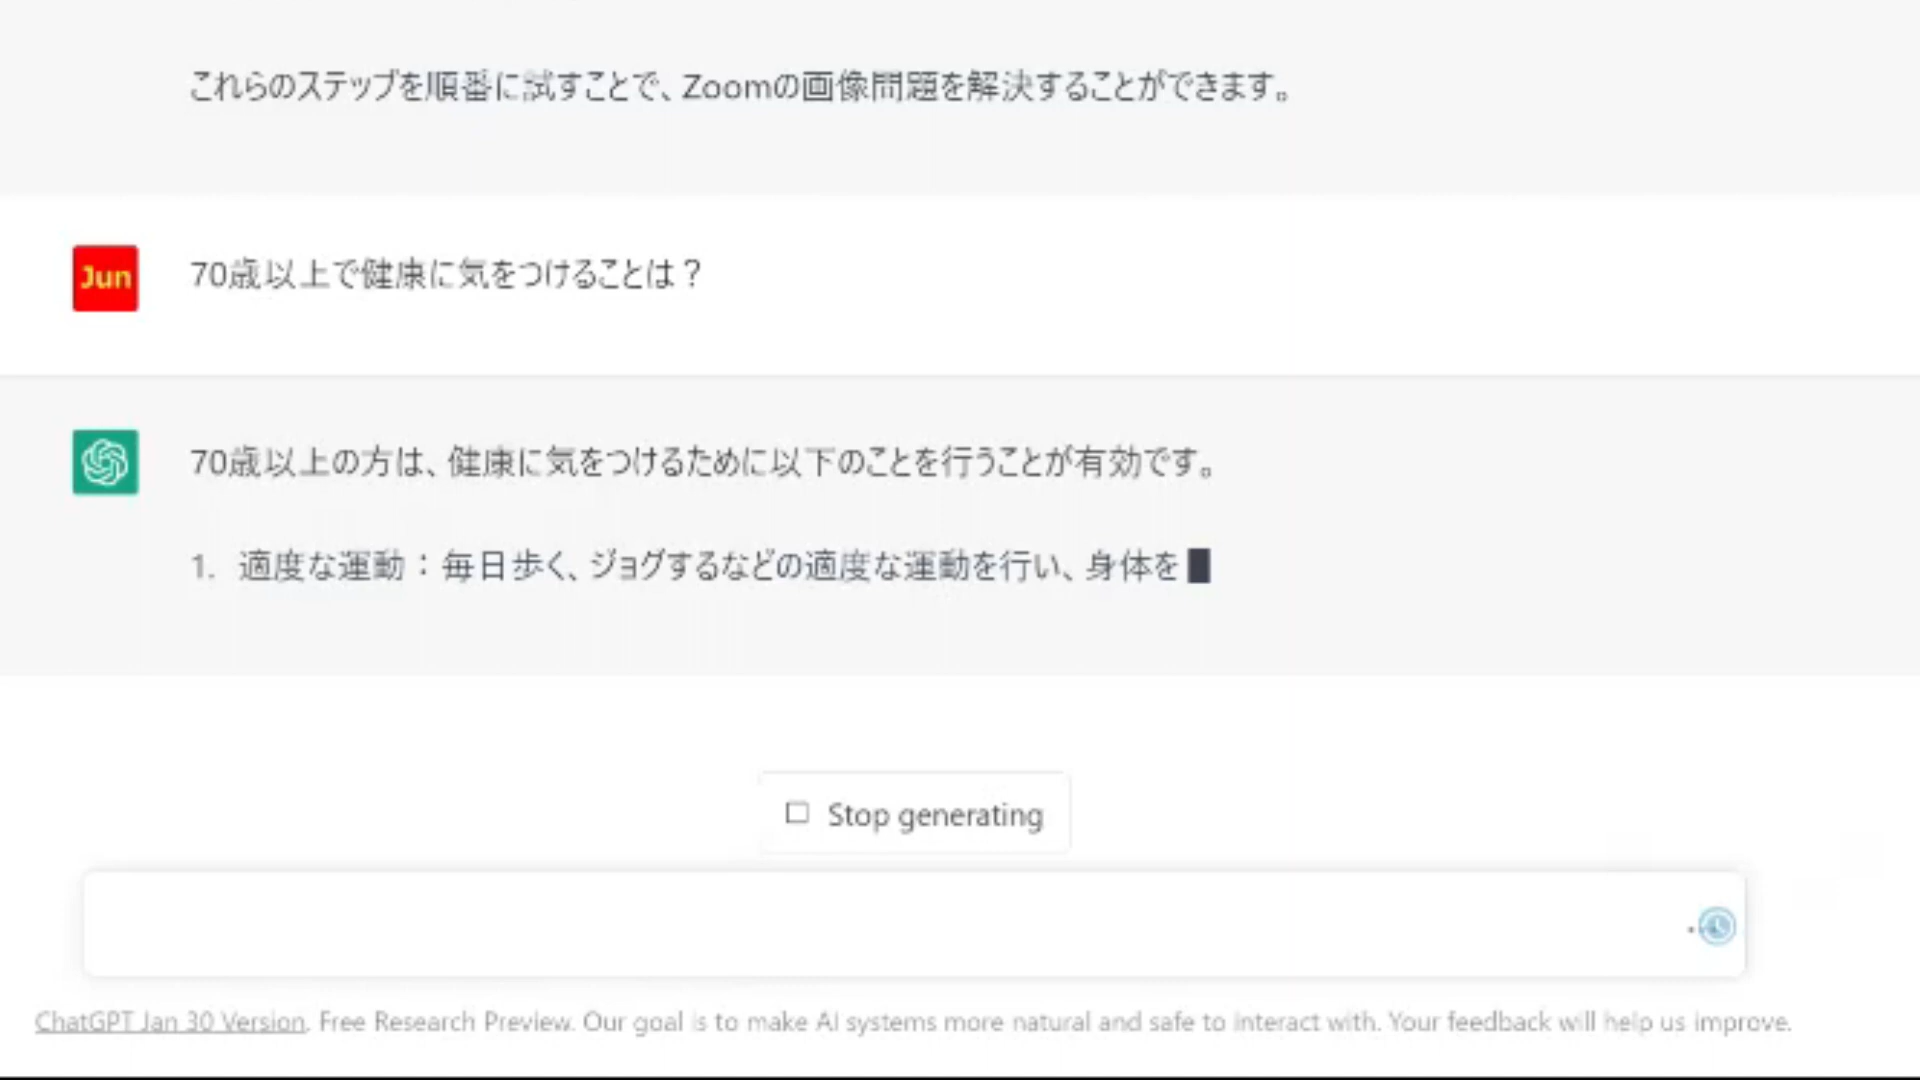 これらのステップを順番に試すことで、Zoomの画像問題を解決することができます。
Jun
70歳以上で健康に気をつけることは？
70歳以上の方は、健康に気をつけるために以下のことを行うことが有効です。
1. 適度な運動：毎日歩く、ジョグするなどの適度な運動を行い、身体を
Stop generating
ChatGPT Jan 30 Version. Free Research Preview. Our goal is to make AI systems more natural and safe to interact with. Your feedback will help us improve.